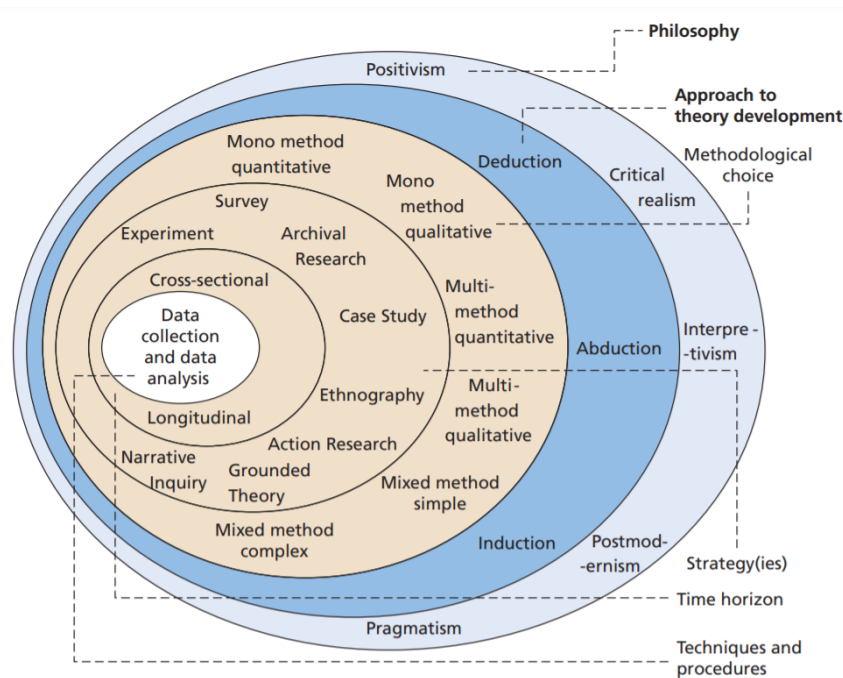 Philosophy
Positivism
Approach to
theory development
Mono method
quantitative
Deduction
Methodological
choice
Mono
method
qualitative
Critical
realism
Survey
Experiment
Archival
Research
Cross-sectional
Multi-
method
quantitative
Data
collection
and data
analysis
Case Study
Abduction
Interpre-
-tivism
Ethnography
Multi-
method
qualitative
Longitudinal
Action Research
Narrative
Inquiry
Grounded
Theory
Mixed method
simple
Mixed method
complex
Induction
Postmod-
-ernism
Strategy(ies)
Time horizon
Pragmatism
Techniques and
procedures